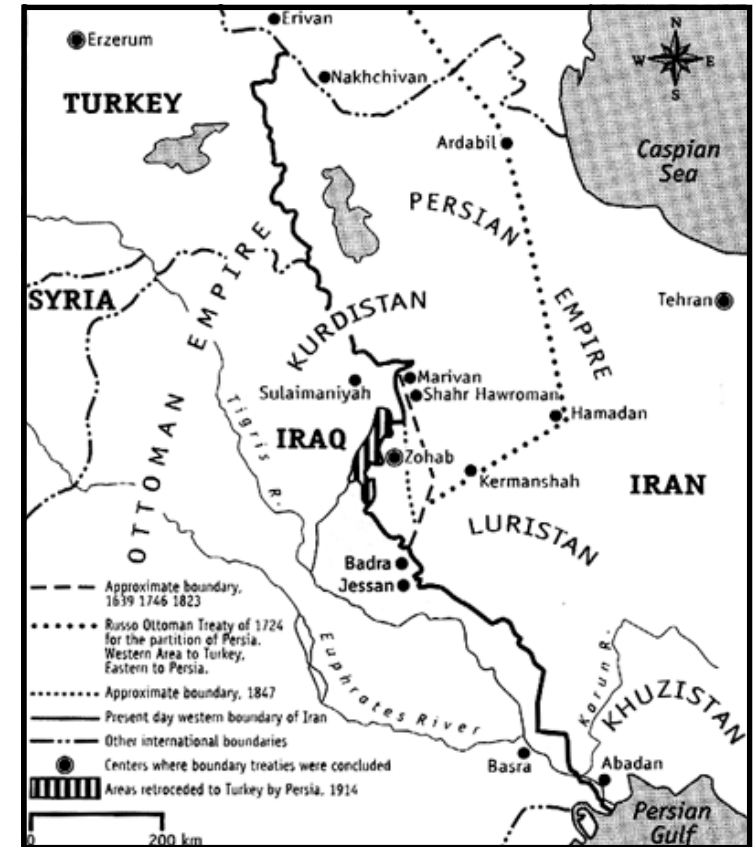 Erivan
Erzerum
N
W E
S
Nakhchivan
TURKEY
Ardabil
Caspian
Sea
PERSIAN
EMPIRE
OTTOMAN EMPIRE
SYRIA
Tehran
KURDISTAN
Marivan
Sulaimaniyah
Shahr Hawroman
Hamadan
Tigris R.
IRAQ
Zohab
Kermanshah
IRAN
LURISTAN
Badra
Jessan
Approximate boundary,
1639 1746 1823
Russo Ottoman Treaty of 1724
for the partition of Persia.
Western Area to Turkey,
Eastern to Persia.
Approximate boundary, 1847
Present day western boundary of Iran
Other international boundaries
Centers where boundary treaties were concluded
Areas retroceded to Turkey by Persia, 1914
0 200 km
Euphrates River
Karun R.
KHUZISTAN
Basra
Abadan
Persian
Gulf